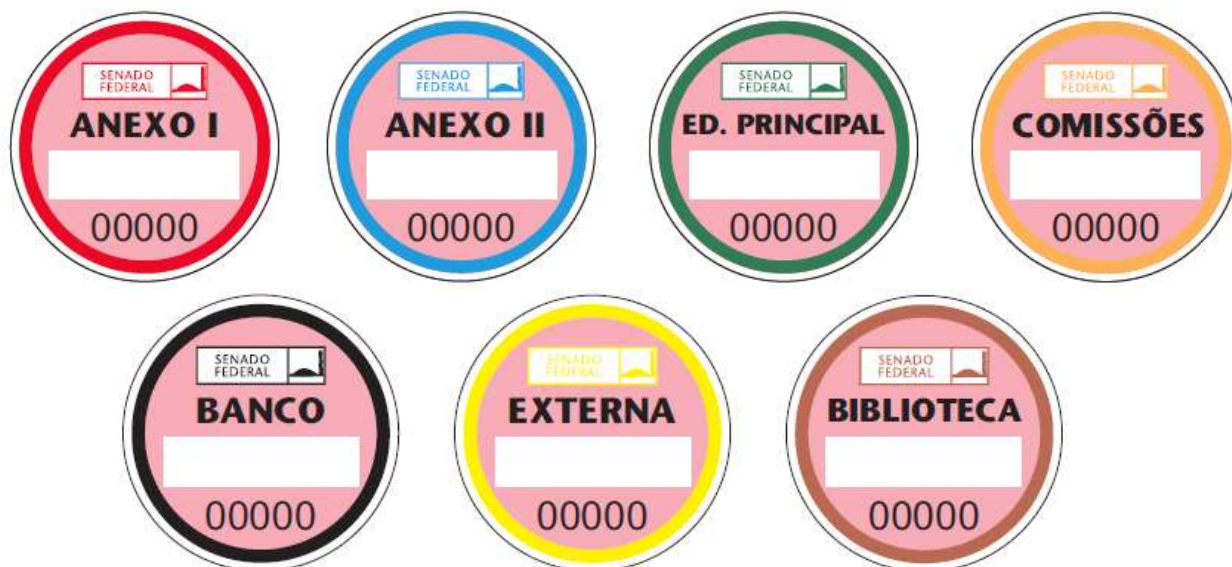 SENADO
FEDERAL
ANEXO I
00000
SENADO
FEDERAL
ANEXO II
00000
SENADO
FEDERAL
ED. PRINCIPAL
00000
SENADO
FEDERAL
COMISSÕES
00000
SENADO
FEDERAL
BANCO
00000
SENADO
FEDERAL
EXTERNA
00000
SENADO
FEDERAL
BIBLIOTECA
00000